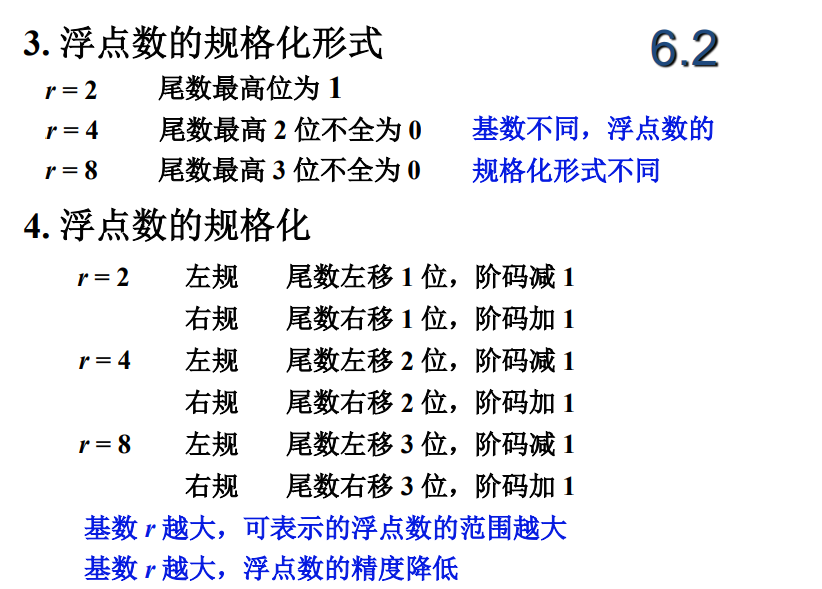 3. 浮点数的规格化形式
6.2
r = 2 尾数最高位为 1
r = 4 尾数最高 2 位不全为 0
基数不同，浮点数的
r = 8 尾数最高 3 位不全为 0
规格化形式不同
4. 浮点数的规格化
r = 2 左规 尾数左移 1 位，阶码减 1
右规 尾数右移 1 位，阶码加 1
r = 4 左规 尾数左移 2 位，阶码减 1
右规 尾数右移 2 位，阶码加 1
r = 8 左规 尾数左移 3 位，阶码减 1
右规 尾数右移 3 位，阶码加 1
基数 r 越大，可表示的浮点数的范围越大
基数 r 越大，浮点数的精度降低